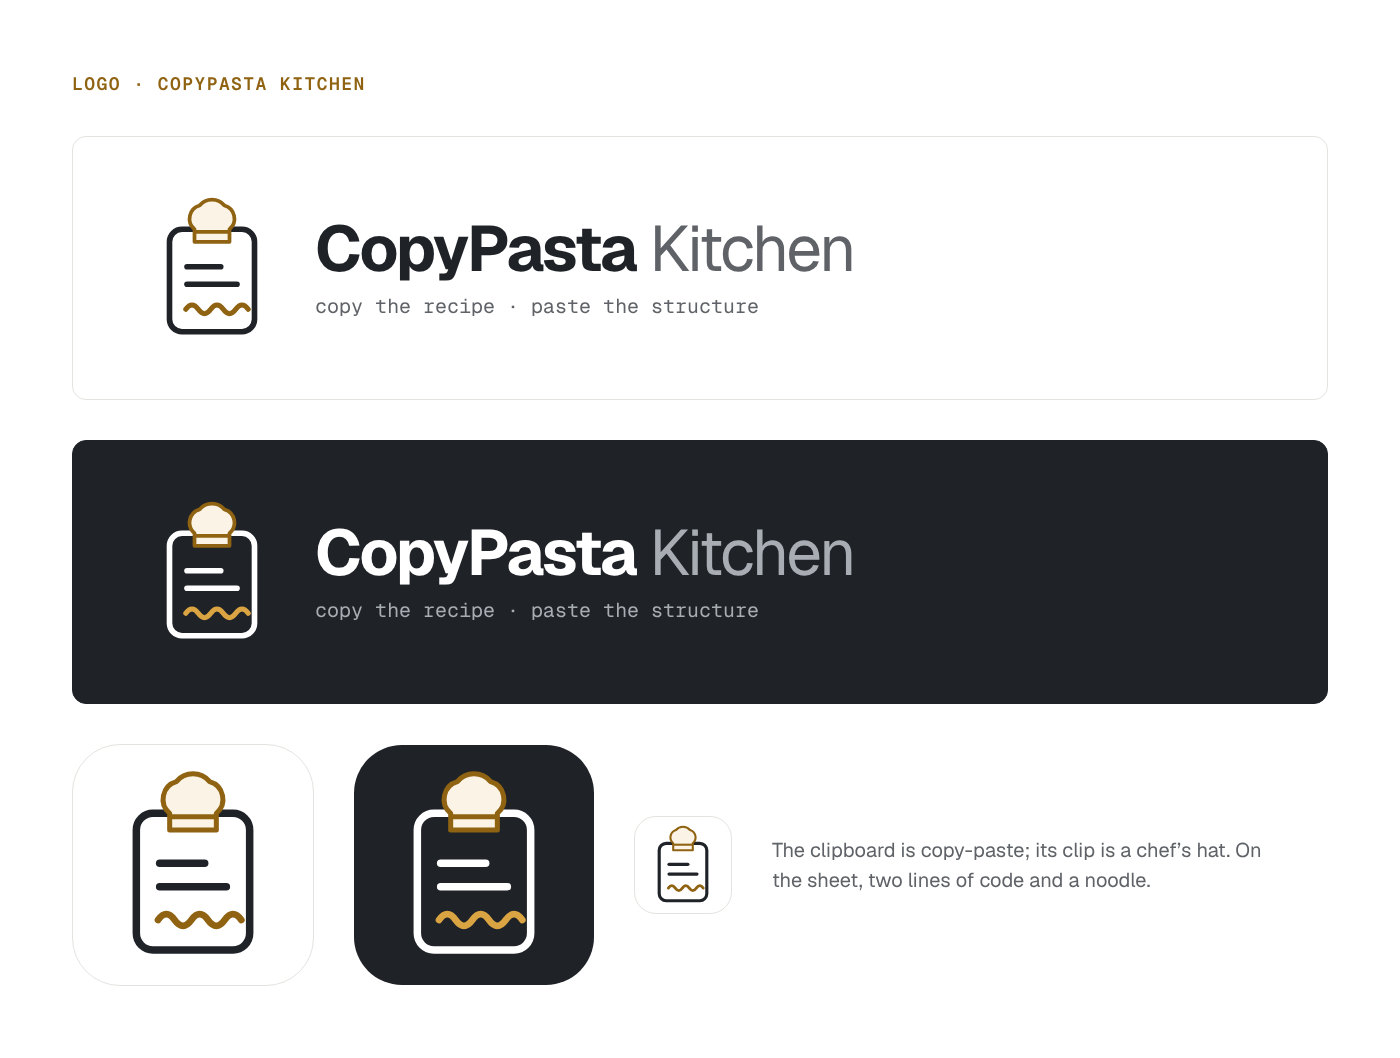 LOGO · COPYPASTA KITCHEN
CopyPasta Kitchen
copy the recipe · paste the structure
CopyPasta Kitchen
copy the recipe · paste the structure
The clipboard is copy-paste; its clip is a chef’s hat. On
the sheet, two lines of code and a noodle.